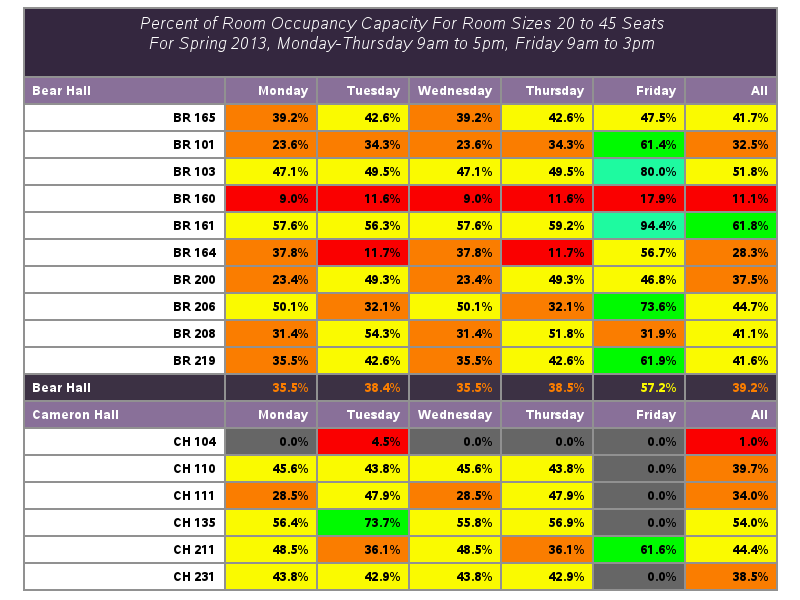 Percent of Room Occupancy Capacity For Room Sizes 20 to 45 Seats
For Spring 2013, Monday-Thursday 9am to 5pm, Friday 9am to 3pm
Bear Hall Monday Tuesday Wednesday Thursday Friday All
BR 165 39.2% 42.6% 39.2% 42.6% 47.5% 41.7%
BR 101 23.6% 34.3% 23.6% 34.3% 61.4% 32.5%
BR 103 47.1% 49.5% 47.1% 49.5% 80.0% 51.8%
BR 160 9.0% 11.6% 9.0% 11.6% 17.9% 11.1%
BR 161 57.6% 56.3% 57.6% 59.2% 94.4% 61.8%
BR 164 37.8% 11.7% 37.8% 11.7% 56.7% 28.3%
BR 200 23.4% 49.3% 23.4% 49.3% 46.8% 37.5%
BR 206 50.1% 32.1% 50.1% 32.1% 73.6% 44.7%
BR 208 31.4% 54.3% 31.4% 51.8% 31.9% 41.1%
BR 219 35.5% 42.6% 35.5% 42.6% 61.9% 41.6%
Bear Hall 35.5% 38.4% 35.5% 38.5% 57.2% 39.2%
Cameron Hall Monday Tuesday Wednesday Thursday Friday All
CH 104 0.0% 4.5% 0.0% 0.0% 0.0% 1.0%
CH 110 45.6% 43.8% 45.6% 43.8% 0.0% 39.7%
CH 111 28.5% 47.9% 28.5% 47.9% 0.0% 34.0%
CH 135 56.4% 73.7% 55.8% 56.9% 0.0% 54.0%
CH 211 48.5% 36.1% 48.5% 36.1% 61.6% 44.4%
CH 231 43.8% 42.9% 43.8% 42.9% 0.0% 38.5%